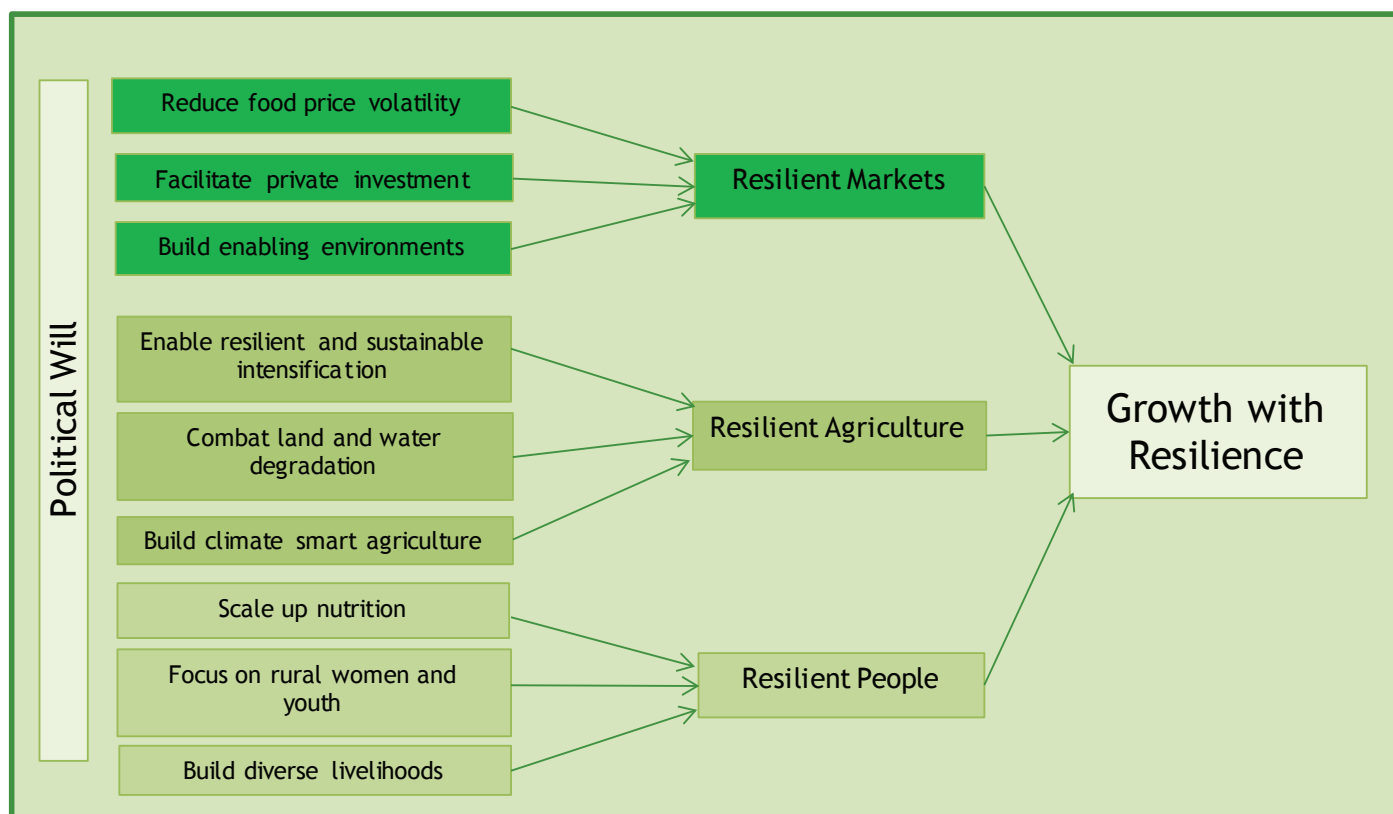 Political Will
Reduce food price volatility
Facilitate private investment
Build enabling environments
Resilient Markets
Enable resilient and sustainable
intensification
Combat land and water
degradation
Build climate smart agriculture
Resilient Agriculture
Scale up nutrition
Focus on rural women and
youth
Build diverse livelihoods
Resilient People
Growth with
Resilience